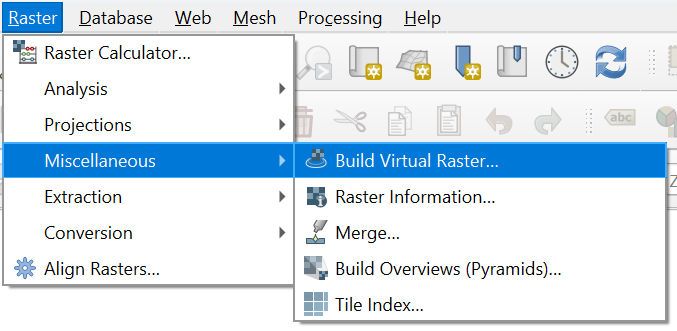 Raster Database Web Mesh Processing Help
Raster Calculator...
Analysis
Projections
Miscellaneous
Extraction
Conversion
Align Rasters...
Build Virtual Raster...
Raster Information...
Merge...
Build Overviews (Pyramids)...
Tile Index...
abc